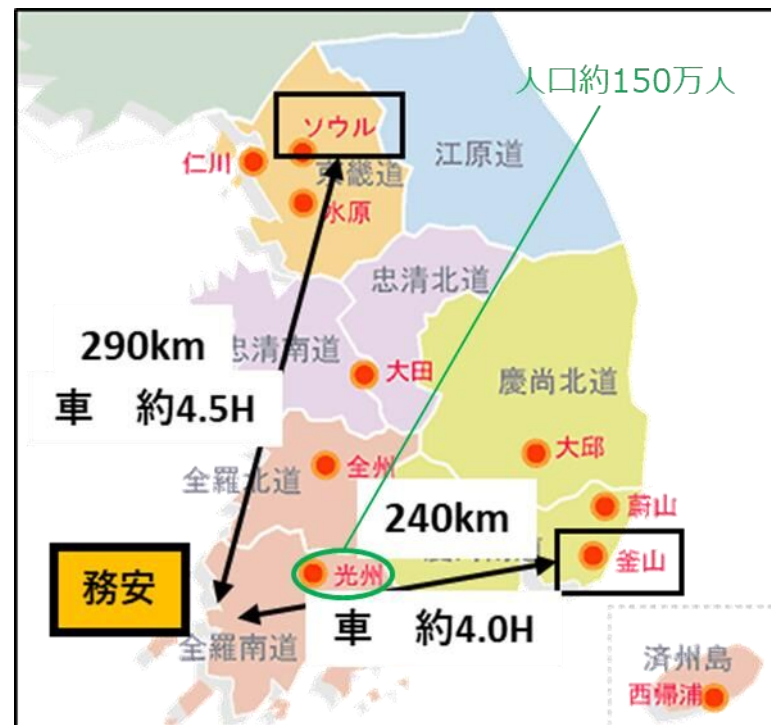 人口約150万人
ソウル
江原道
仁川
京畿道
水原
忠清北道
290km
忠清南道
車 約4.5H
大田
慶尚北道
大邱
全州
全羅北道
蔚山
240km
釜山
務安
光州
車 約4.0H
全羅南道
済州島
西帰浦